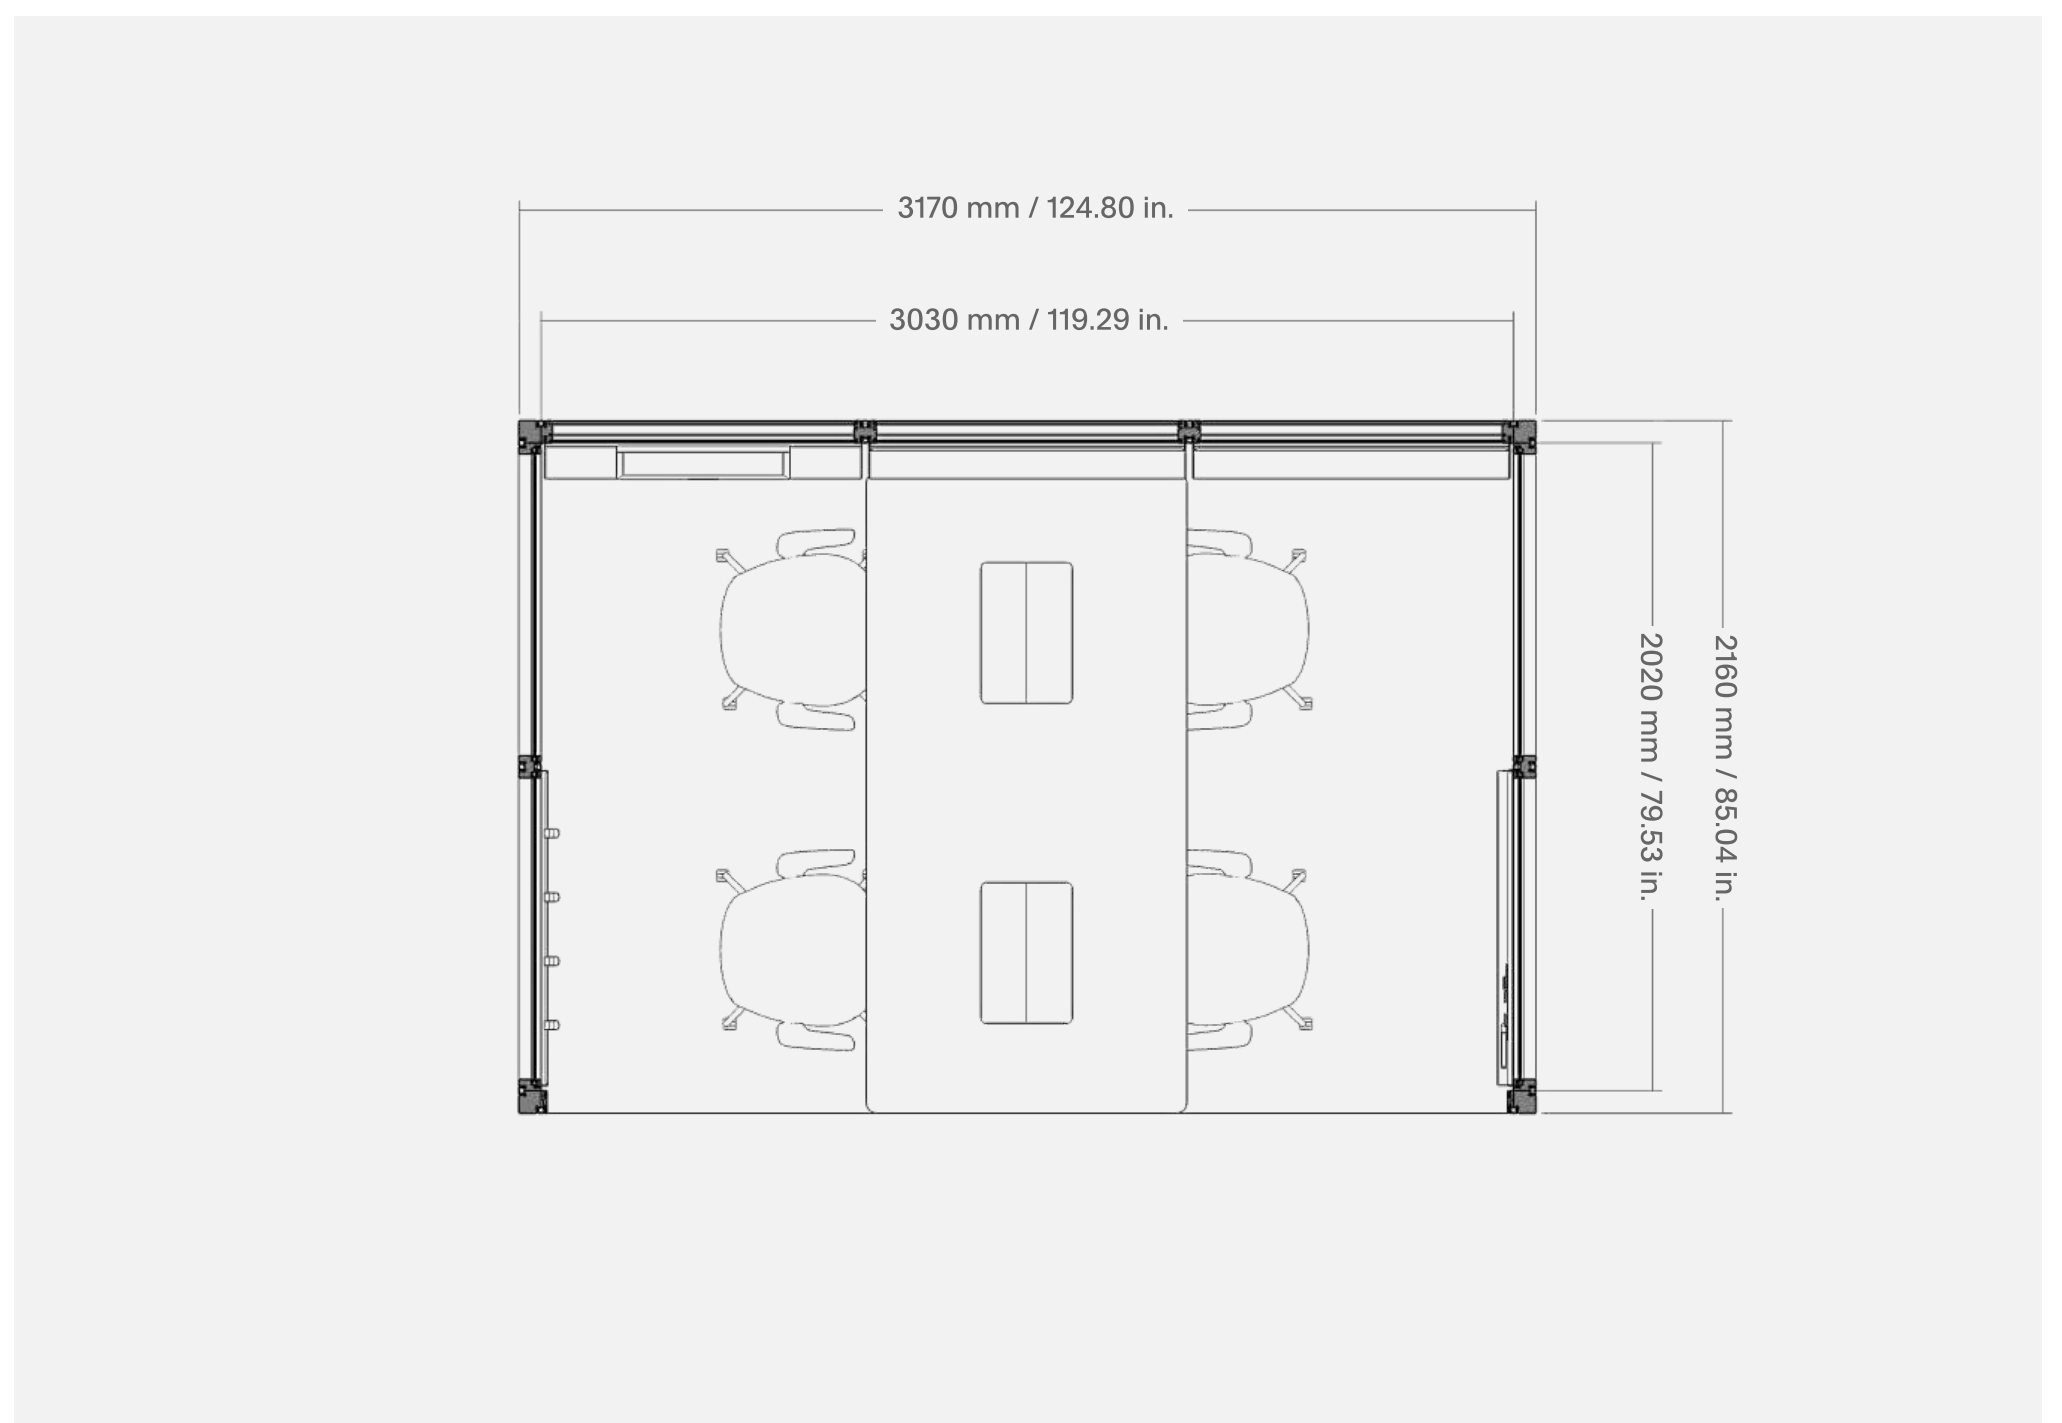 3170 mm / 124.80 in.
3030 mm / 119.29 in.
2020 mm / 79.53 in.
2160 mm / 85.04 in.